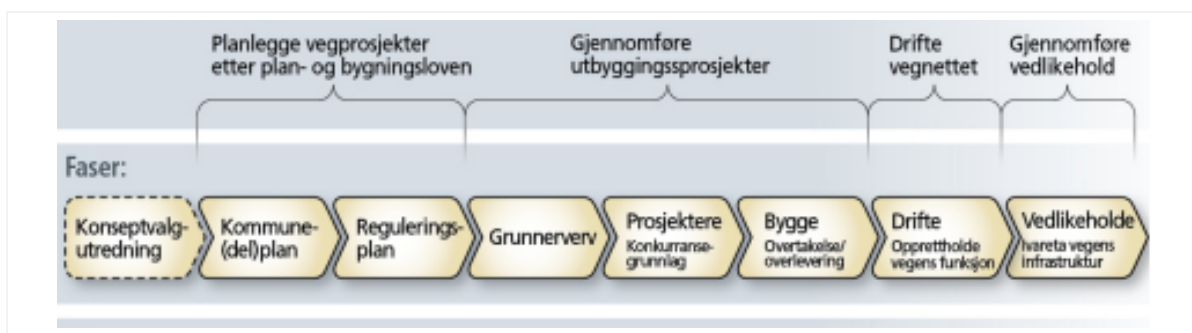 Planlegge vegprosjekter
etter plan- og bygningsloven
Gjennomføre
utbyggingssprosjekter
Drifte
vegnettet
Gjennomføre
vedlikehold
Faser:
Konseptvalg-
utredning
Kommune-
(del)plan
Regulerings-
plan
Grunnerverv
Prosjektere
Konkurranse-
grunnlag
Bygge
Overtakelse/
overlevering
Drifte
Opprettholde
vegens funksjon
Vedlikeholde
Ivareta vegens
infrastruktur